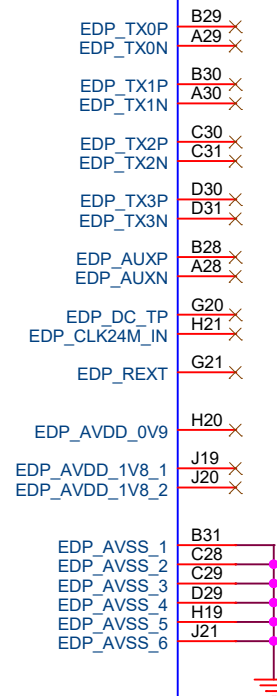 EDP_TX0P B29
EDP_TX0N A29
EDP_TX1P B30
EDP_TX1N A30
EDP_TX2P C30
EDP_TX2N C31
EDP_TX3P D30
EDP_TX3N D31
EDP_AUXP B28
EDP_AUXN A28
EDP_DC_TP G20
EDP_CLK24M_IN H21
EDP_REXT G21
EDP_AVDD_0V9 H20
EDP_AVDD_1V8_1 J19
EDP_AVDD_1V8_2 J20
EDP_AVSS_1 B31
EDP_AVSS_2 C28
EDP_AVSS_3 C29
EDP_AVSS_4 D29
EDP_AVSS_5 H19
EDP_AVSS_6 J21